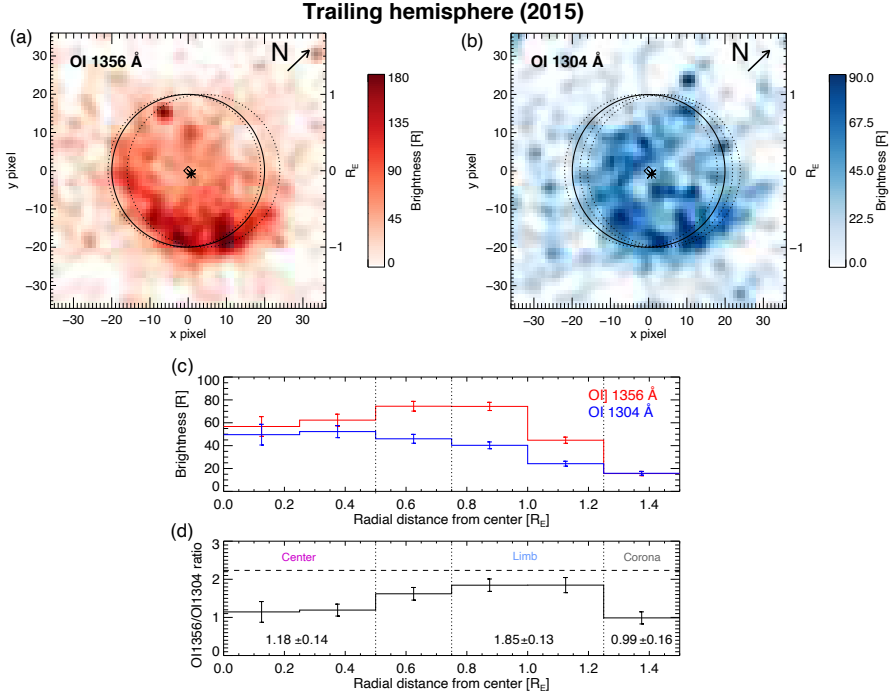 Trailing hemisphere (2015)
(a)
OI 1356 Å
N
30
20
10
0
−10
−20
−30
y pixel
−30 −20 −10 0 10 20 30
x pixel
1
0
−1
R_E
180
135
90
45
0
Brightness [R]
(b)
OI 1304 Å
N
30
20
10
0
−10
−20
−30
y pixel
−30 −20 −10 0 10 20 30
x pixel
1
0
−1
R_E
90.0
67.5
45.0
22.5
0.0
Brightness [R]
(c)
100
80
60
40
20
0
Brightness [R]
OI] 1356 Å
OI 1304 Å
0.0 0.2 0.4 0.6 0.8 1.0 1.2 1.4
Radial distance from center [R_E]
(d)
3
2
1
0
OI1356/OI1304 ratio
Center Limb Corona
1.18 ±0.14 1.85±0.13 0.99±0.16
0.0 0.2 0.4 0.6 0.8 1.0 1.2 1.4
Radial distance from center [R_E]